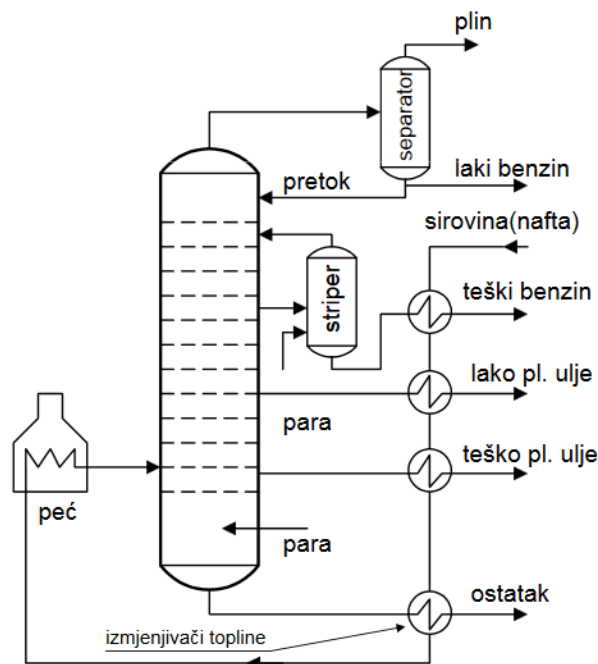 plin
separator
laki benzin
pretok
sirovina(nafta)
striper
teški benzin
lako pl. ulje
para
teško pl. ulje
peć
para
ostatak
izmjenjivači topline